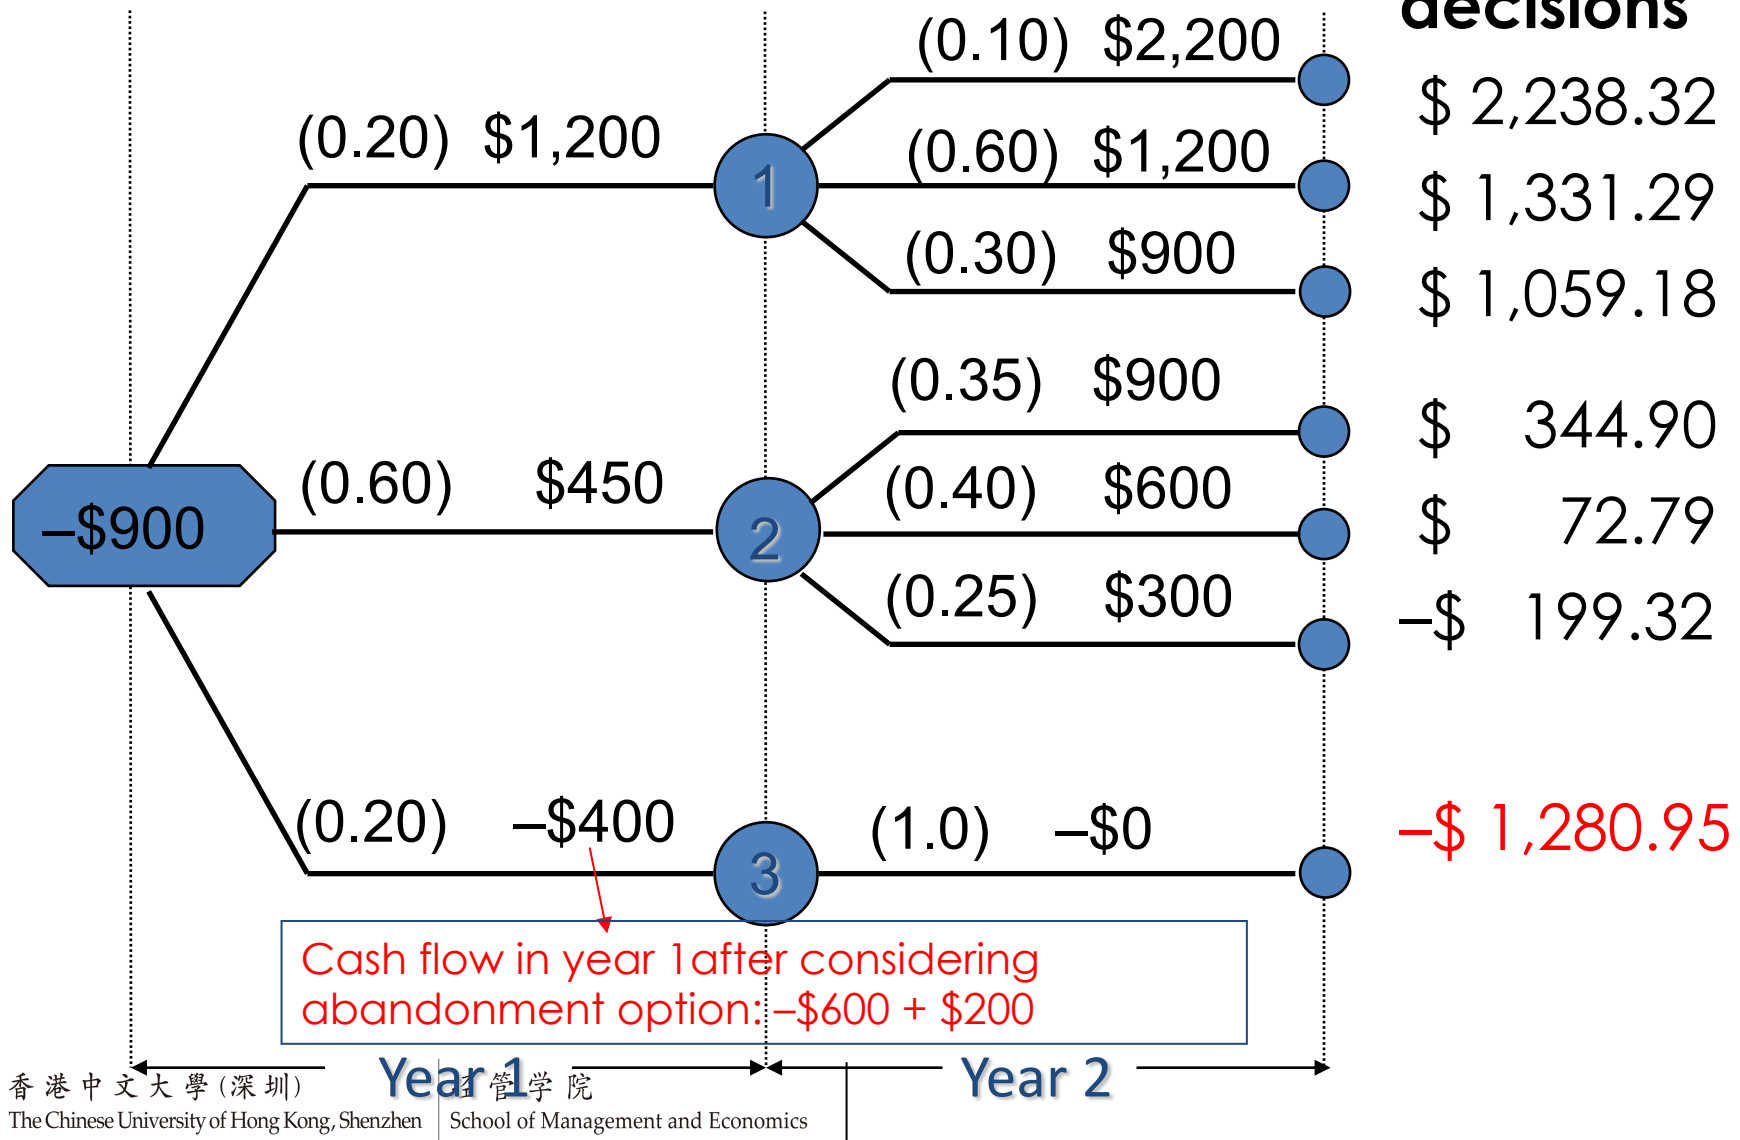 decisions
(0.10) $2,200
$ 2,238.32
(0.20) $1,200
1
(0.60) $1,200
$ 1,331.29
(0.30) $900
$ 1,059.18
(0.35) $900
$ 344.90
–$900
(0.60) $450
2
(0.40) $600
$ 72.79
(0.25) $300
–$ 199.32
(0.20) –$400
3
(1.0) –$0
–$ 1,280.95
Cash flow in year 1after considering
abandonment option: –$600 + $200
Year 1
Year 2
香港中文大學(深圳)
The Chinese University of Hong Kong, Shenzhen
管学院
School of Management and Economics